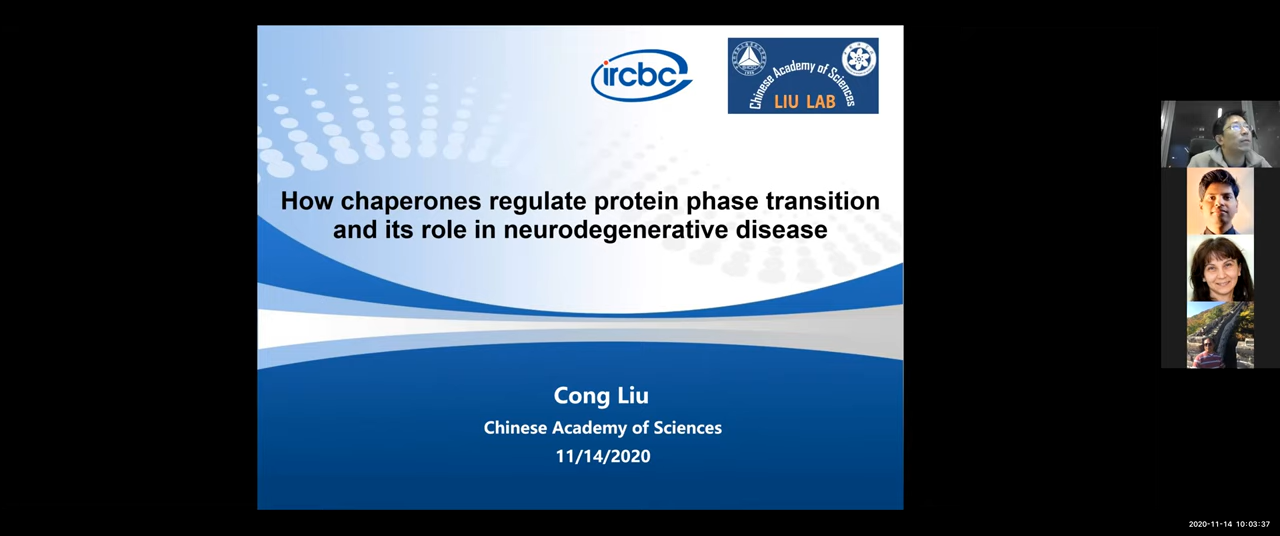 ircbc
Chinese Academy of Sciences
LIU LAB
How chaperones regulate protein phase transition
and its role in neurodegenerative disease
Cong Liu
Chinese Academy of Sciences
11/14/2020
2020-11-14 10:03:37